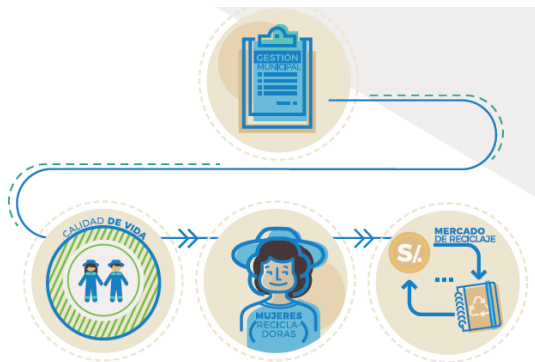 GESTIÓN
MUNICIPAL
CALIDAD DE VIDA
MUJERES
RECICLA-
DORAS
MERCADO
DE RECICLAJE
S/.
...